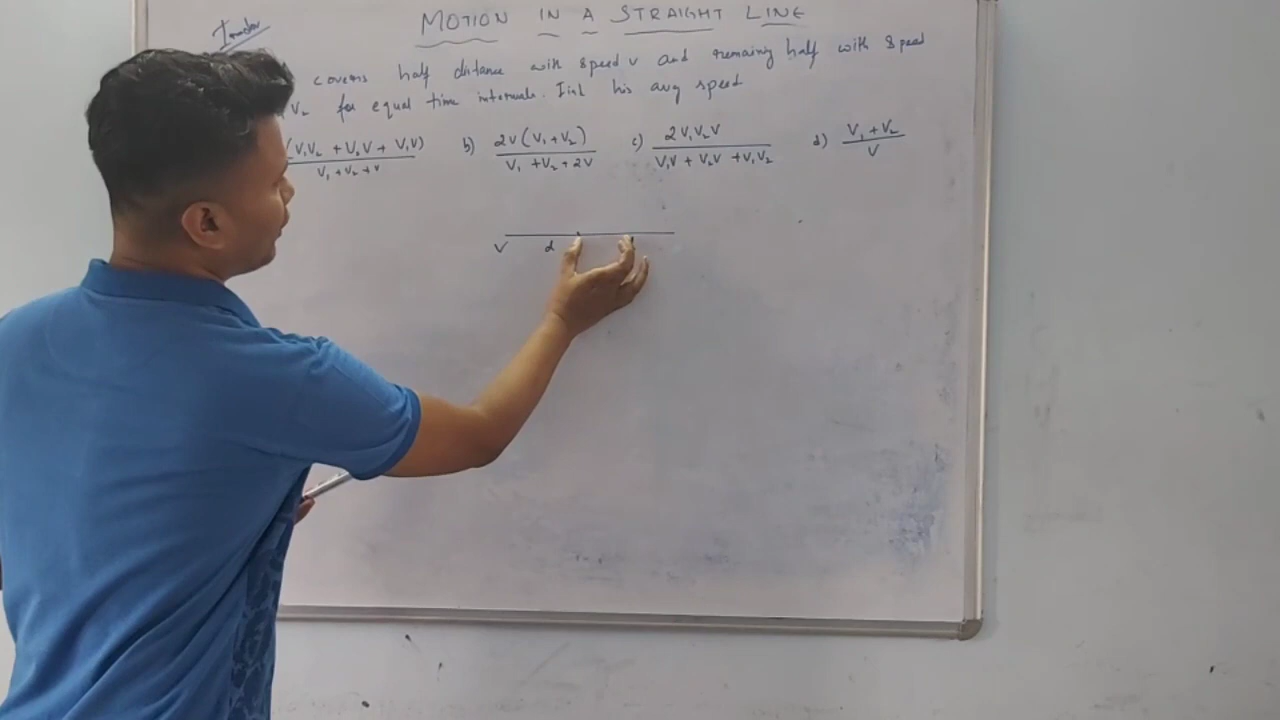 MOTION IN A STRAIGHT LINE
covers half distance with speed v and remaining half with speed
V₂ for equal time intervals. Find his avg speed
(V₁V₂ + V₂V + V₁V) / V₁ + V₂ + V b) 2V(V₁+V₂) / V₁ + V₂ + 2V c) 2V₁V₂V / V₁V + V₂V + V₁V₂ d) V₁ + V₂ / V
V d